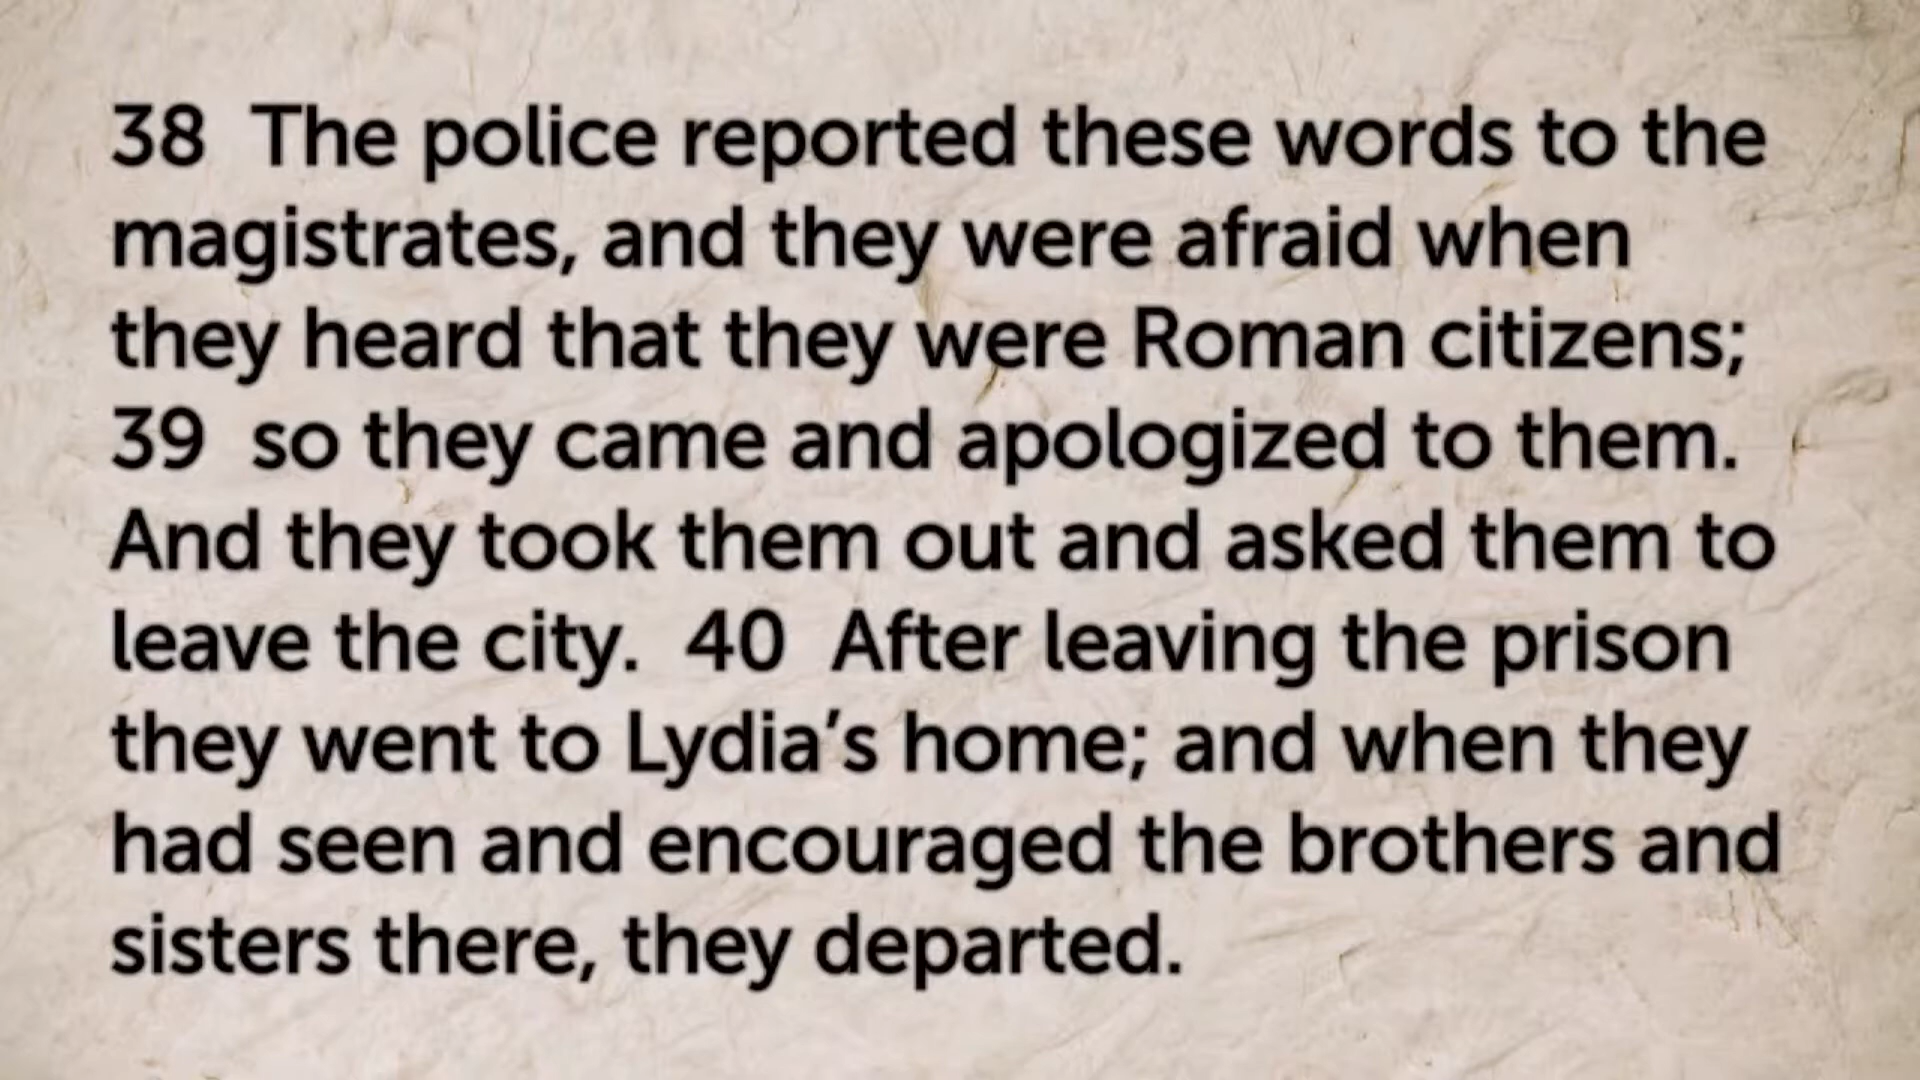 38 The police reported these words to the
magistrates, and they were afraid when
they heard that they were Roman citizens;
39 so they came and apologized to them.
And they took them out and asked them to
leave the city. 40 After leaving the prison
they went to Lydia’s home; and when they
had seen and encouraged the brothers and
sisters there, they departed.